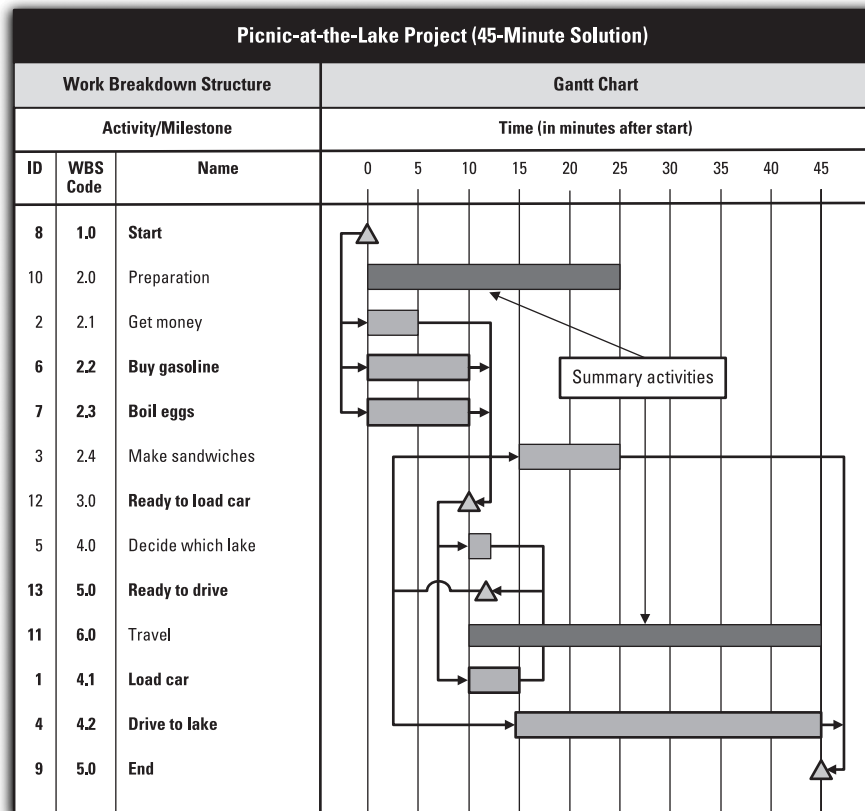 Picnic-at-the-Lake Project (45-Minute Solution)
Work Breakdown Structure Gantt Chart
Activity/Milestone Time (in minutes after start)
ID WBS Code Name 0 5 10 15 20 25 30 35 40 45
8 1.0 Start
10 2.0 Preparation
2 2.1 Get money
6 2.2 Buy gasoline
Summary activities
7 2.3 Boil eggs
3 2.4 Make sandwiches
12 3.0 Ready to load car
5 4.0 Decide which lake
13 5.0 Ready to drive
11 6.0 Travel
1 4.1 Load car
4 4.2 Drive to lake
9 5.0 End